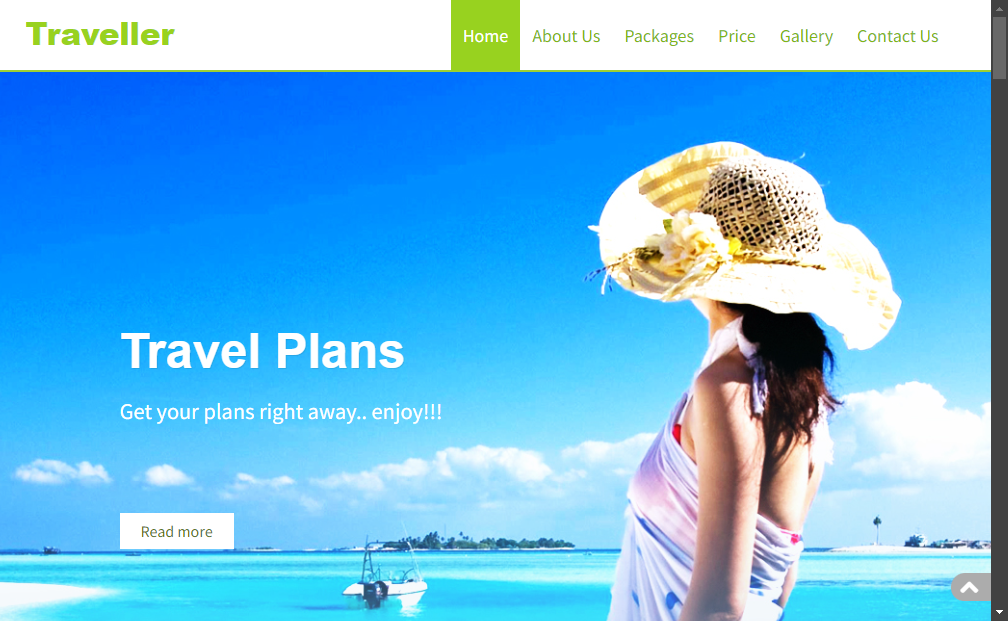 Traveller
Home About Us Packages Price Gallery Contact Us
Travel Plans
Get your plans right away.. enjoy!!!
Read more